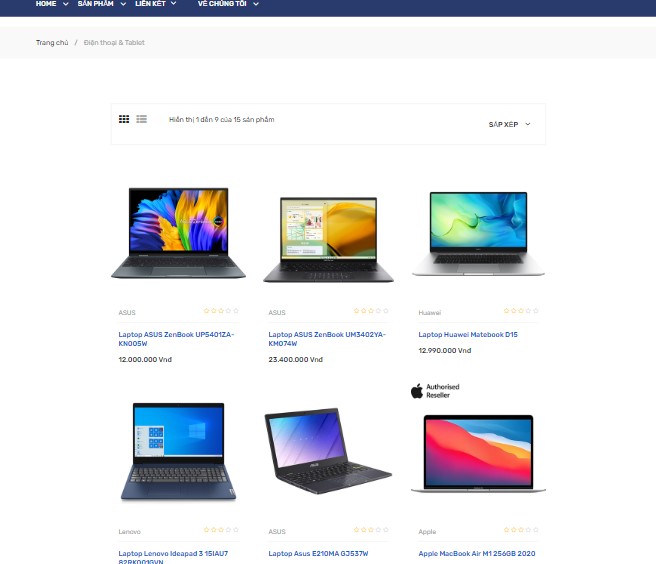 HOME SẢN PHẨM LIÊN KẾT VỀ CHÚNG TÔI
Trang chủ / Điện thoại & Tablet
Hiển thị 1 đến 9 của 15 sản phẩm
SẮP XẾP
ASUS
Laptop ASUS ZenBook UP5401ZA-
KN005W
12.000.000 Vnd
ASUS
Laptop ASUS ZenBook UM3402YA-
KM074W
23.400.000 Vnd
Huawei
Laptop Huawei Matebook D15
12.990.000 Vnd
Authorised
Reseller
Lenovo
Laptop Lenovo Ideapad 3 15IAU7
82RK001GVN
ASUS
Laptop Asus E210MA GJ537W
Apple
Apple MacBook Air M1 256GB 2020